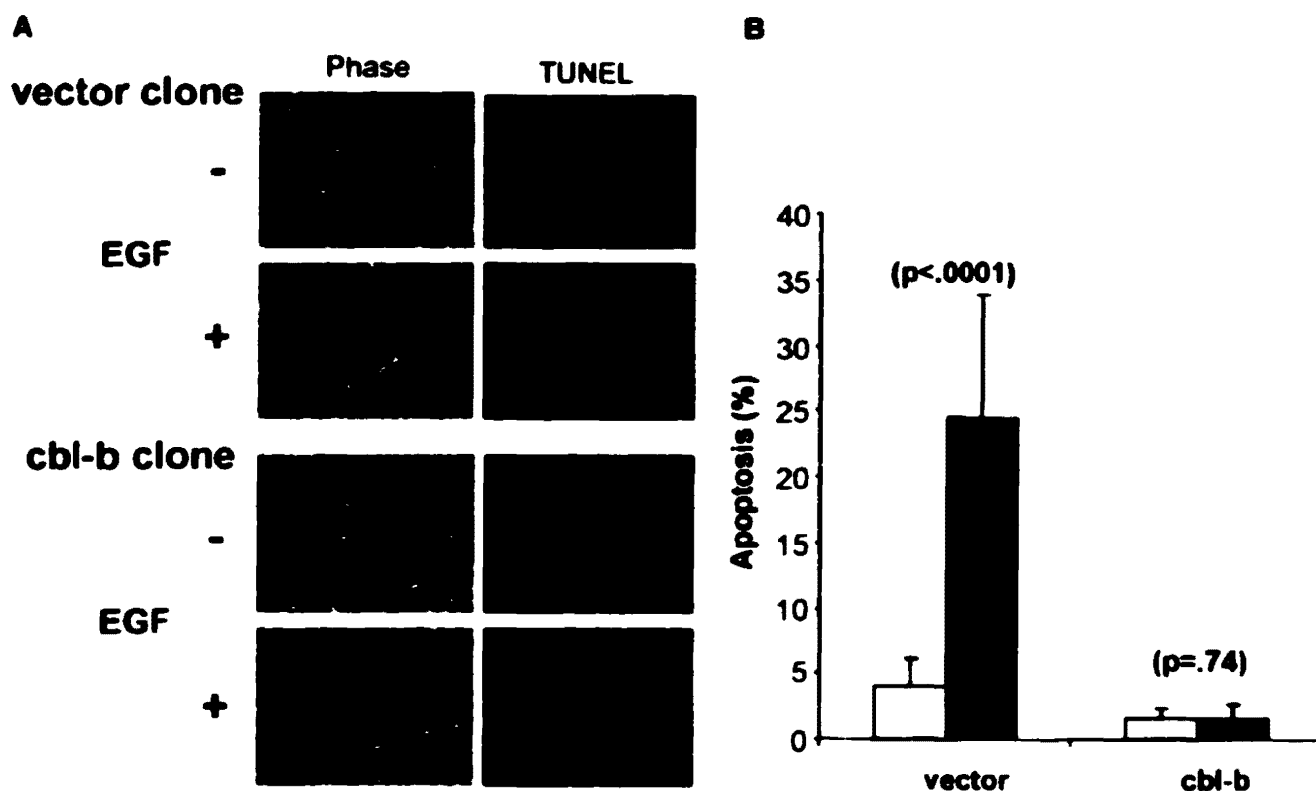 A
Phase
TUNEL
vector clone
-
EGF
+
cbl-b clone
-
EGF
+
B
40
35
30
25
20
15
10
5
0
Apoptosis (%)
(p<.0001)
(p=.74)
vector
cbl-b